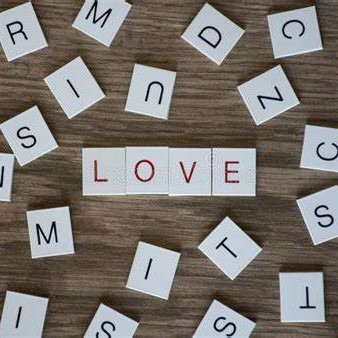 R M D C
I U Z
S
LOVE
C
S
M I T S
I S S T